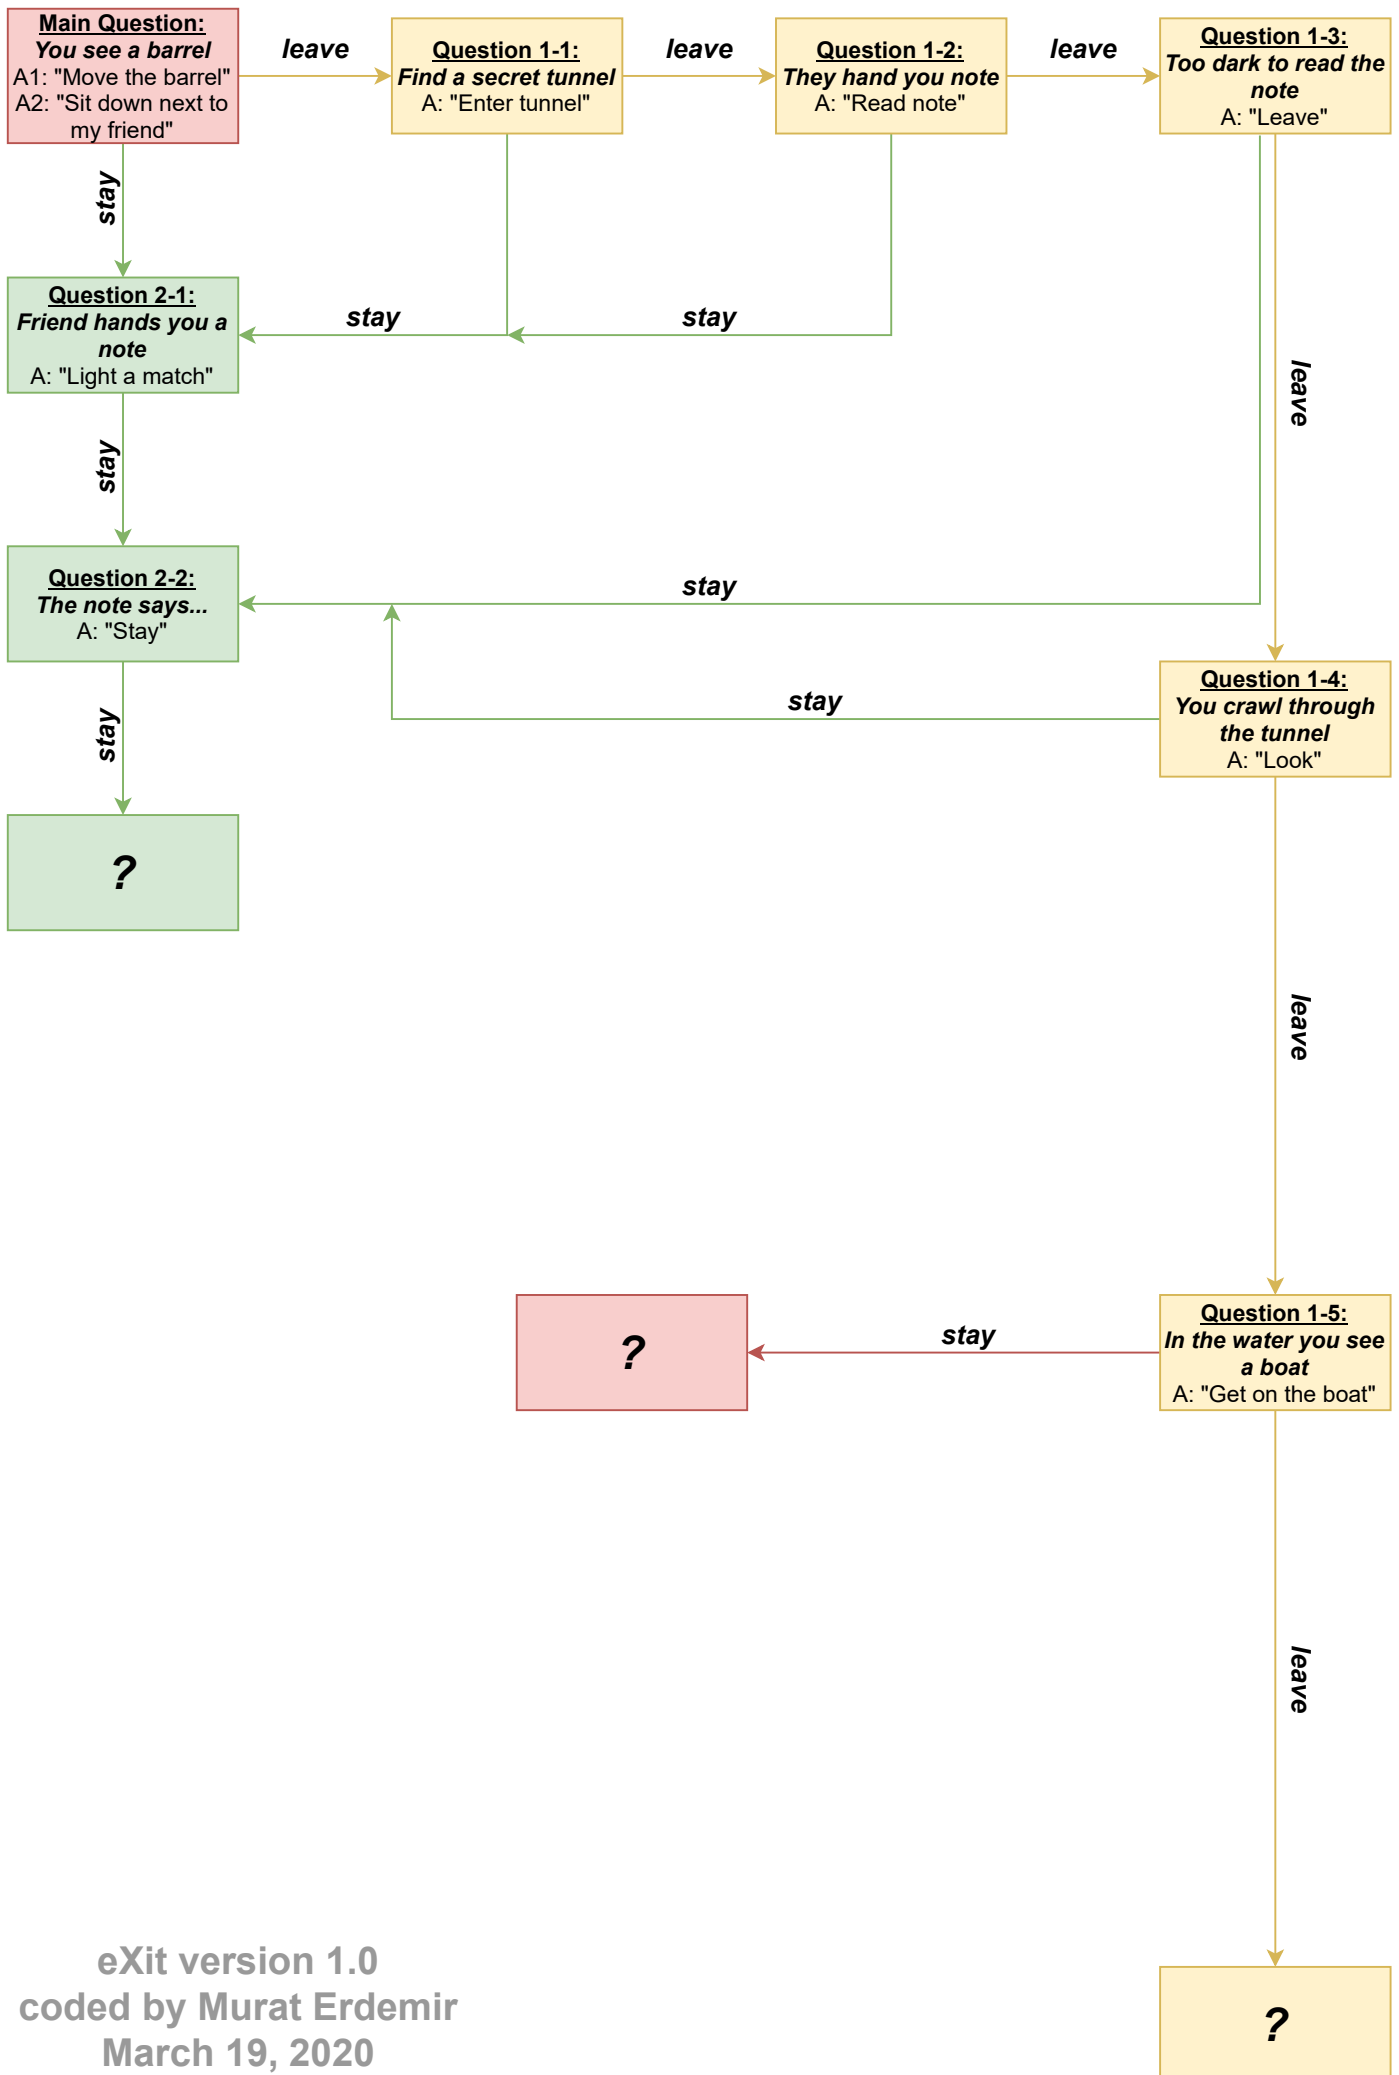 Main Question:
You see a barrel
A1: "Move the barrel"
A2: "Sit down next to
my friend"
leave
Question 1-1:
Find a secret tunnel
A: "Enter tunnel"
leave
Question 1-2:
They hand you note
A: "Read note"
leave
Question 1-3:
Too dark to read the
note
A: "Leave"
stay
Question 2-1:
Friend hands you a
note
A: "Light a match"
stay
stay
leave
stay
Question 2-2:
The note says...
A: "Stay"
stay
stay
Question 1-4:
You crawl through
the tunnel
A: "Look"
stay
?
leave
?
stay
Question 1-5:
In the water you see
a boat
A: "Get on the boat"
leave
eXit version 1.0
coded by Murat Erdemir
March 19, 2020
?